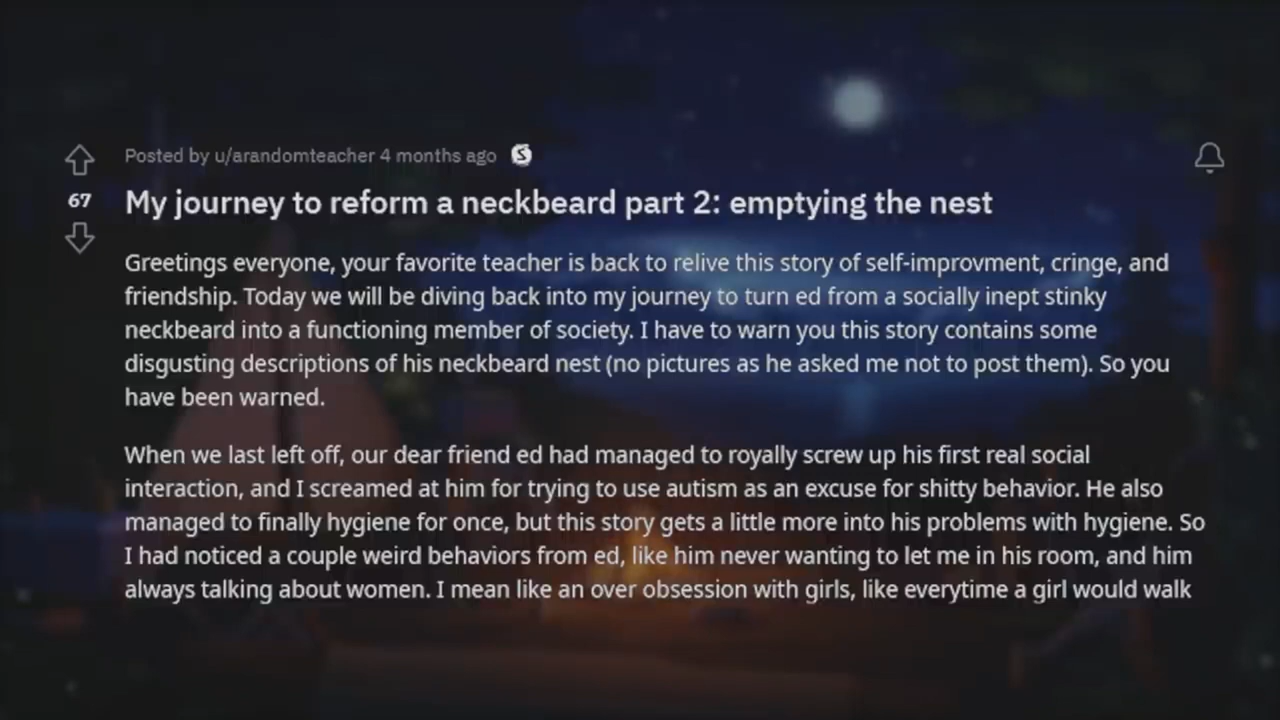 Posted by u/arandomteacher 4 months ago
67
My journey to reform a neckbeard part 2: emptying the nest
Greetings everyone, your favorite teacher is back to relive this story of self-improvment, cringe, and
friendship. Today we will be diving back into my journey to turn ed from a socially inept stinky
neckbeard into a functioning member of society. I have to warn you this story contains some
disgusting descriptions of his neckbeard nest (no pictures as he asked me not to post them). So you
have been warned.
When we last left off, our dear friend ed had managed to royally screw up his first real social
interaction, and I screamed at him for trying to use autism as an excuse for shitty behavior. He also
managed to finally hygiene for once, but this story gets a little more into his problems with hygiene. So
I had noticed a couple weird behaviors from ed, like him never wanting to let me in his room, and him
always talking about women. I mean like an over obsession with girls, like everytime a girl would walk